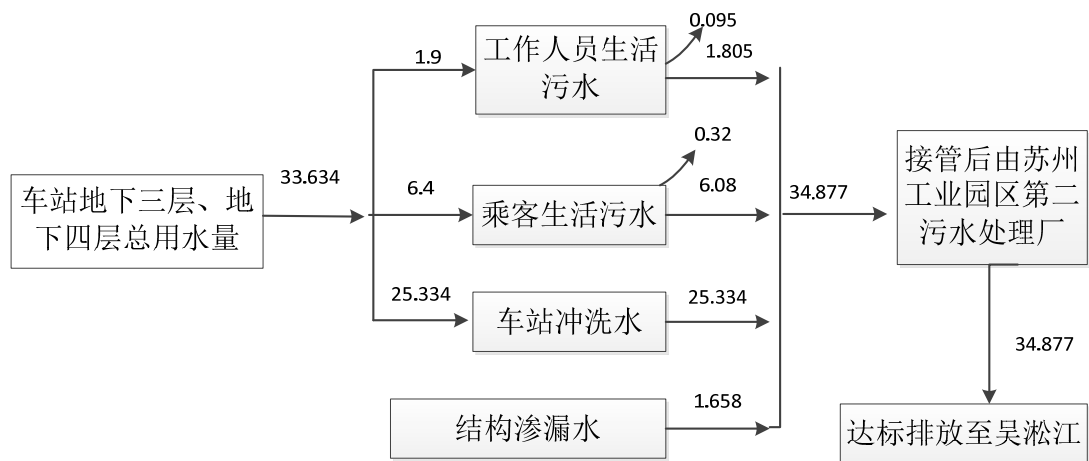 0.095
1.9
工作人员生活
污水
1.805
0.32
车站地下三层、地
下四层总用水量
33.634
6.4
乘客生活污水
6.08
34.877
接管后由苏州
工业园区第二
污水处理厂
25.334
车站冲洗水
25.334
34.877
结构渗漏水
1.658
达标排放至吴淞江